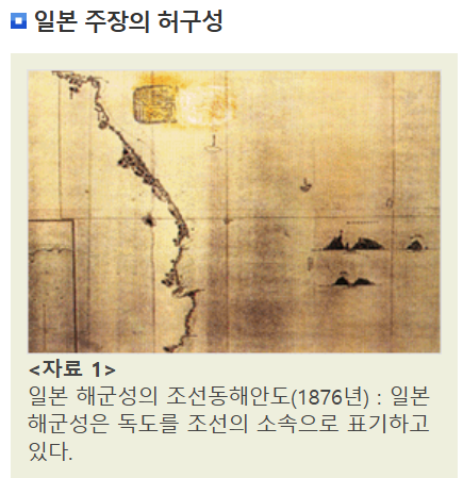 일본 주장의 허구성
<자료 1>
일본 해군성의 조선동해안도(1876년) : 일본
해군성은 독도를 조선의 소속으로 표기하고
있다.